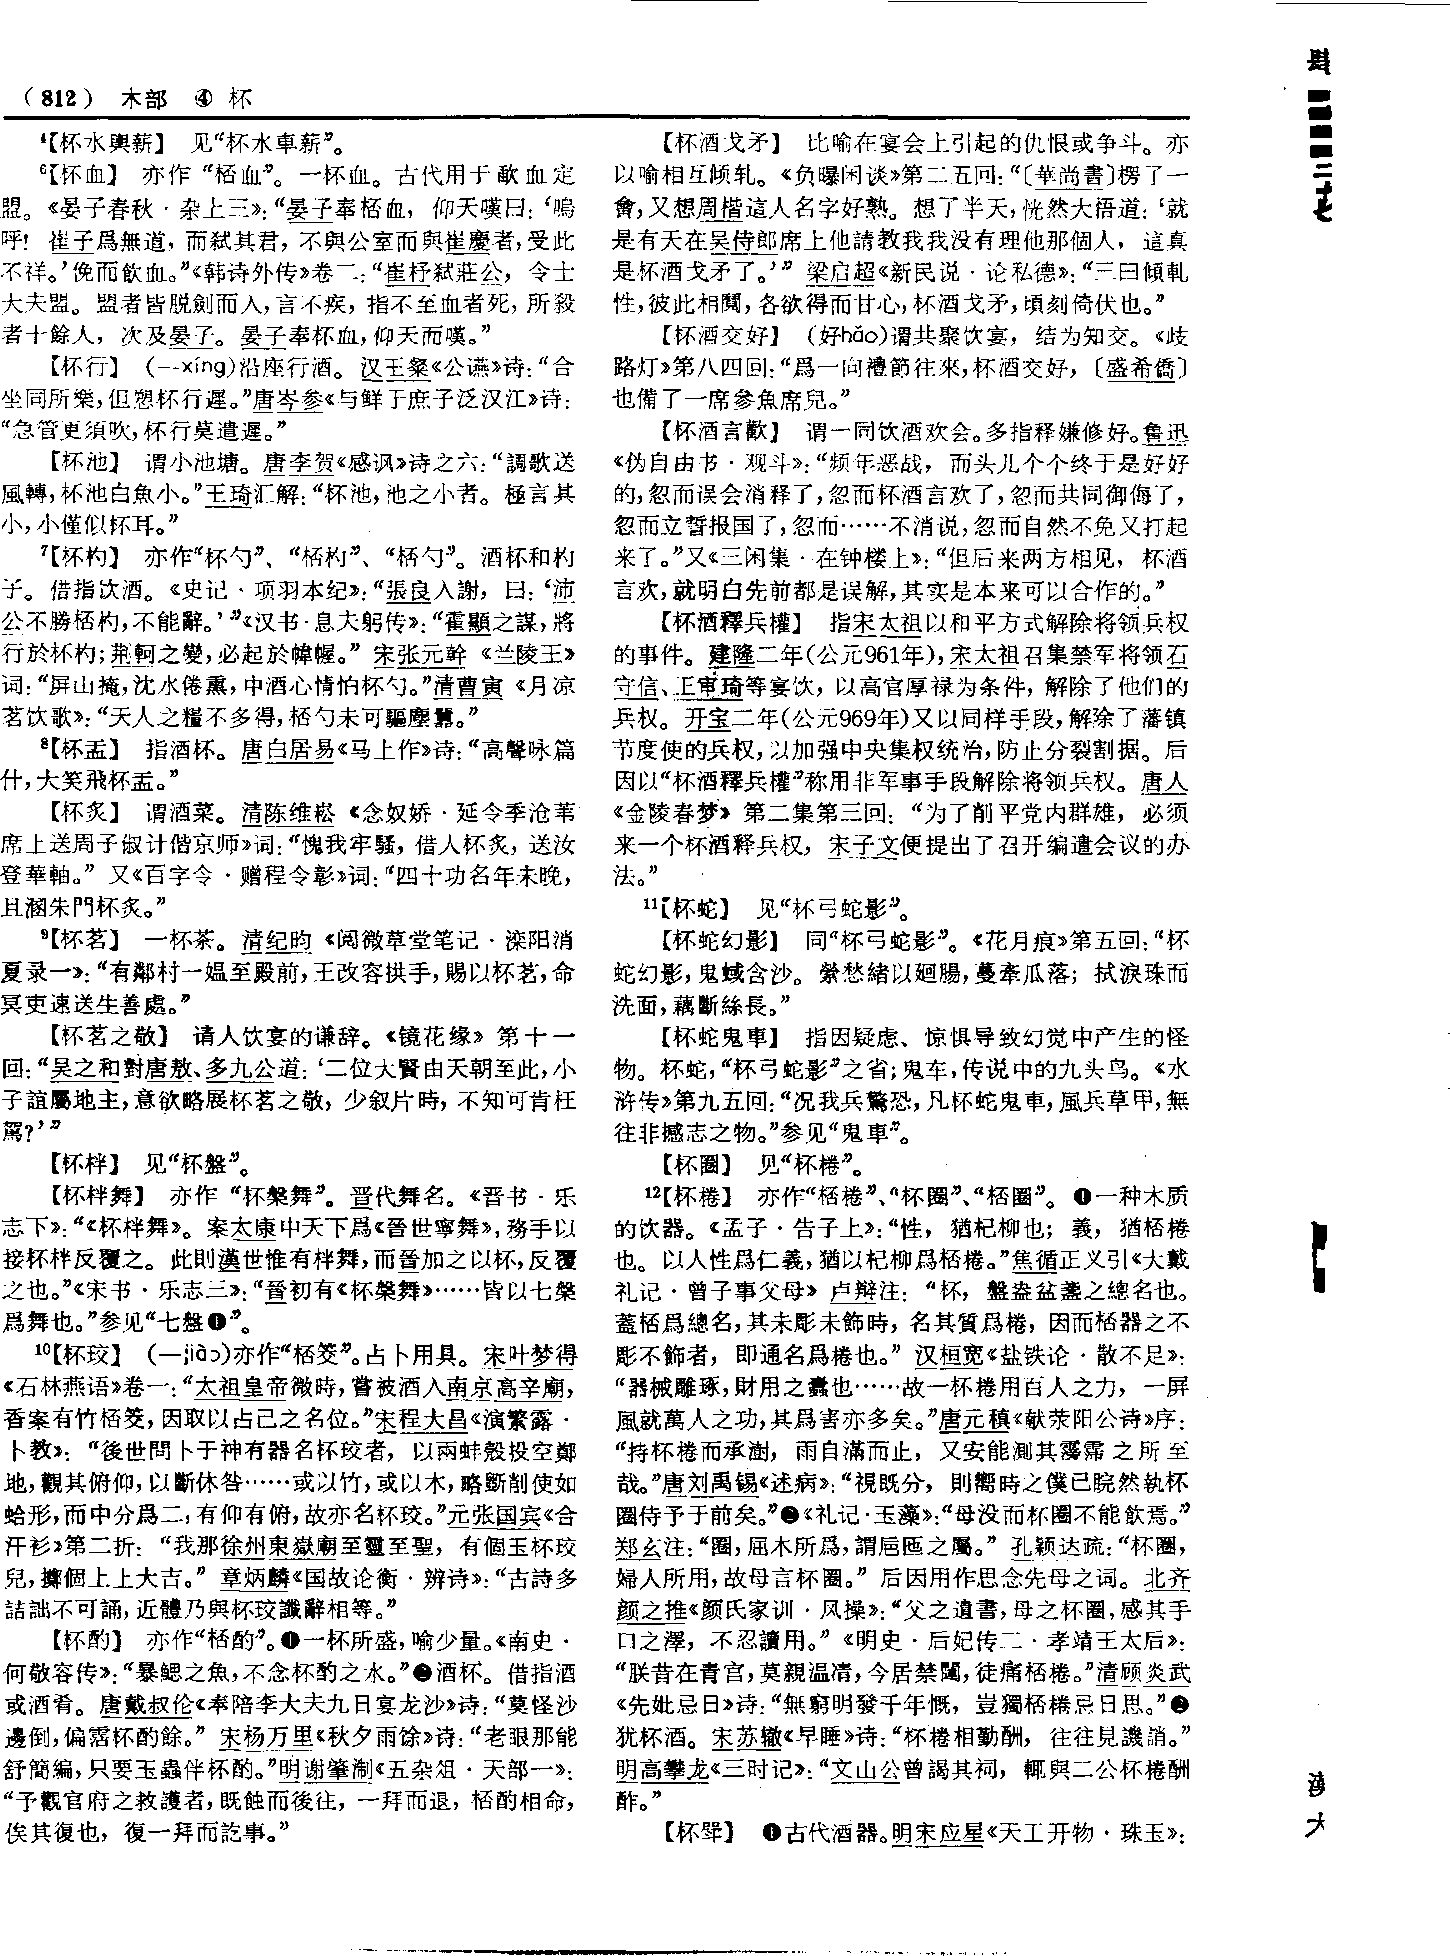 （812） 木部 ④ 杯
⁴【杯水輿薪】 见“杯水車薪”。
⁶【杯血】 亦作“桮血”。一杯血。古代用于歃血定
盟。《晏子春秋·杂上三》：“晏子奉桮血，仰天嘆曰：‘嗚
呼！崔子爲無道，而弑其君，不與公室而與崔慶者，受此
不祥。’俛而飲血。”《韩诗外传》卷二：“崔杼弑莊公，令士
大夫盟。盟者皆脱劍而入，言不疾，指不至血者死，所殺
者十餘人，次及晏子。晏子奉杯血，仰天而嘆。”
【杯行】 （—xíng）沿座行酒。汉王粲《公讌》诗：“合
坐同所樂，但愬杯行遲。”唐岑参《与鲜于庶子泛汉江》诗：
“急管更須吹，杯行莫遣遲。”
【杯池】 谓小池塘。唐李贺《感讽》诗之六：“調歌送
風轉，杯池白魚小。”王琦汇解：“杯池，池之小者。極言其
小，小僅似杯耳。”
⁷【杯杓】 亦作“杯勺”、“桮杓”、“桮勺”。酒杯和杓
子。借指饮酒。《史记·项羽本纪》：“張良入謝，曰：‘沛
公不勝桮杓，不能辭。’”《汉书·息夫躬传》：“霍顯之謀，將
行於杯杓；荆軻之變，必起於帷幄。”宋张元幹《兰陵王》
词：“屏山掩，沈水倦熏，中酒心情怕杯勺。”清曹寅《月凉
茗饮歌》：“天人之糧不多得，桮勺未可驅塵囂。”
⁸【杯盂】 指酒杯。唐白居易《马上作》诗：“高聲咏篇
什，大笑飛杯盂。”
【杯炙】 谓酒菜。清陈维崧《念奴娇·延令季沧苇
席上送周子俶计偕京师》词：“愧我牢騷，借人杯炙，送汝
登華軸。”又《百字令·赠程令彰》词：“四十功名年未晚，
且溷朱門杯炙。”
⁹【杯茗】 一杯茶。清纪昀《阅微草堂笔记·滦阳消
夏录一》：“有鄰村一媪至殿前，王改容拱手，賜以杯茗，命
冥吏速送生善處。”
【杯茗之敬】 请人饮宴的谦辞。《镜花缘》第十一
回：“吴之和對唐敖、多九公道：‘二位大賢由天朝至此，小
子誼屬地主，意欲略展杯茗之敬，少叙片時，不知可肯枉
駕？’”
【杯柈】 见“杯盤”。
【杯柈舞】 亦作“杯槃舞”。晋代舞名。《晋书·乐
志下》：“《杯柈舞》。案太康中天下爲《晉世寧舞》，務手以
接杯柈反覆之。此則漢世惟有柈舞，而晉加之以杯，反覆
之也。”《宋书·乐志三》：“晉初有《杯槃舞》……皆以七槃
爲舞也。”参见“七盤❶”。
¹⁰【杯珓】 （—jiào）亦作“桮筊”。占卜用具。宋叶梦得
《石林燕语》卷一：“太祖皇帝微時，嘗被酒入南京高辛廟，
香案有竹桮筊，因取以占己之名位。”宋程大昌《演繁露·
卜教》：“後世問卜于神有器名杯珓者，以兩蚌殼投空擲
地，觀其俯仰，以斷休咎……或以竹，或以木，略斲削使如
蛤形，而中分爲二，有仰有俯，故亦名杯珓。”元张国宾《合
汗衫》第二折：“我那徐州東嶽廟至靈至聖，有個玉杯珓
兒，擲個上上大吉。”章炳麟《国故论衡·辨诗》：“古詩多
詰詘不可誦，近體乃與杯珓讖辭相等。”
【杯酌】 亦作“桮酌”。❶一杯所盛，喻少量。《南史·
何敬容传》：“暴鰓之魚，不念杯酌之水。”❷酒杯。借指酒
或酒肴。唐戴叔伦《奉陪李大夫九日宴龙沙》诗：“莫怪沙
邊倒，偏霑杯酌餘。”宋杨万里《秋夕雨馀》诗：“老眼那能
舒簡編，只要玉蟲伴杯酌。”明谢肇淛《五杂俎·天部一》：
“予觀官府之救護者，既蝕而後往，一拜而退，桮酌相命，
俟其復也，復一拜而訖事。”
【杯酒戈矛】 比喻在宴会上引起的仇恨或争斗。亦
以喻相互倾轧。《负曝闲谈》第二五回：“〔華尚書〕楞了一
會，又想周楷這人名字好熟。想了半天，恍然大悟道：‘就
是有天在吴侍郎席上他請教我我没有理他那個人，這真
是杯酒戈矛了。’”梁启超《新民说·论私德》：“三曰傾軋
性，彼此相鬩，各欲得而甘心，杯酒戈矛，頃刻倚伏也。”
【杯酒交好】 （好hǎo）谓共聚饮宴，结为知交。《歧
路灯》第八四回：“爲一向禮節往來，杯酒交好，〔盛希僑〕
也備了一席參魚席兒。”
【杯酒言歡】 谓一同饮酒欢会。多指释嫌修好。鲁迅
《伪自由书·观斗》：“频年恶战，而头儿个个终于是好好
的，忽而误会消释了，忽而杯酒言欢了，忽而共同御侮了，
忽而立誓报国了，忽而……不消说，忽而自然不免又打起
来了。”又《三闲集·在钟楼上》：“但后来两方相见，杯酒
言欢，就明白先前都是误解，其实是本来可以合作的。”
【杯酒釋兵權】 指宋太祖以和平方式解除将领兵权
的事件。建隆二年（公元961年），宋太祖召集禁军将领石
守信、王审琦等宴饮，以高官厚禄为条件，解除了他们的
兵权。开宝二年（公元969年）又以同样手段，解除了藩镇
节度使的兵权，以加强中央集权统治，防止分裂割据。后
因以“杯酒釋兵權”称用非军事手段解除将领兵权。唐人
《金陵春梦》第二集第三回：“为了削平党内群雄，必须
来一个杯酒释兵权，宋子文便提出了召开编遣会议的办
法。”
¹¹【杯蛇】 见“杯弓蛇影”。
【杯蛇幻影】 同“杯弓蛇影”。《花月痕》第五回：“杯
蛇幻影，鬼蜮含沙。縈愁緒以廻腸，蔓牽瓜落；拭淚珠而
洗面，藕斷絲長。”
【杯蛇鬼車】 指因疑虑、惊惧导致幻觉中产生的怪
物。杯蛇，“杯弓蛇影”之省；鬼车，传说中的九头鸟。《水
浒传》第九五回：“况我兵驚恐，凡杯蛇鬼車，風兵草甲，無
往非撼志之物。”参见“鬼車”。
【杯圈】 见“杯棬”。
¹²【杯棬】 亦作“桮棬”、“杯圈”、“桮圈”。❶一种木质
的饮器。《孟子·告子上》：“性，猶杞柳也；義，猶桮棬
也。以人性爲仁義，猶以杞柳爲桮棬。”焦循正义引《大戴
礼记·曾子事父母》卢辩注：“杯，盤盎盆盞之總名也。
蓋桮爲總名，其未彫未飾時，名其質爲棬，因而桮器之不
彫不飾者，即通名爲棬也。”汉桓宽《盐铁论·散不足》：
“器械雕琢，財用之蠹也……故一杯棬用百人之力，一屏
風就萬人之功，其爲害亦多矣。”唐元稹《献荥阳公诗》序：
“持杯棬而承澍，雨自滿而止，又安能測其霶霈之所至
哉。”唐刘禹锡《述病》：“視既分，則嚮時之僕已睆然執杯
圈侍予于前矣。”❷《礼记·玉藻》：“母没而杯圈不能飲焉。”
郑玄注：“圈，屈木所爲，謂巵匜之屬。”孔颖达疏：“杯圈，
婦人所用，故母言杯圈。”后因用作思念先母之词。北齐
颜之推《颜氏家训·风操》：“父之遺書，母之杯圈，感其手
口之澤，不忍讀用。”《明史·后妃传二·孝靖王太后》：
“朕昔在青宫，莫親温凊，今居禁闥，徒痛桮棬。”清顾炎武
《先妣忌日》诗：“無窮明發千年慨，豈獨桮棬忌日思。”❷
犹杯酒。宋苏辙《早睡》诗：“杯棬相勤酬，往往見譏誚。”
明高攀龙《三时记》：“文山公曾謁其祠，輒與二公杯棬酬
酢。”
【杯斝】 ❶古代酒器。明宋应星《天工开物·珠玉》：